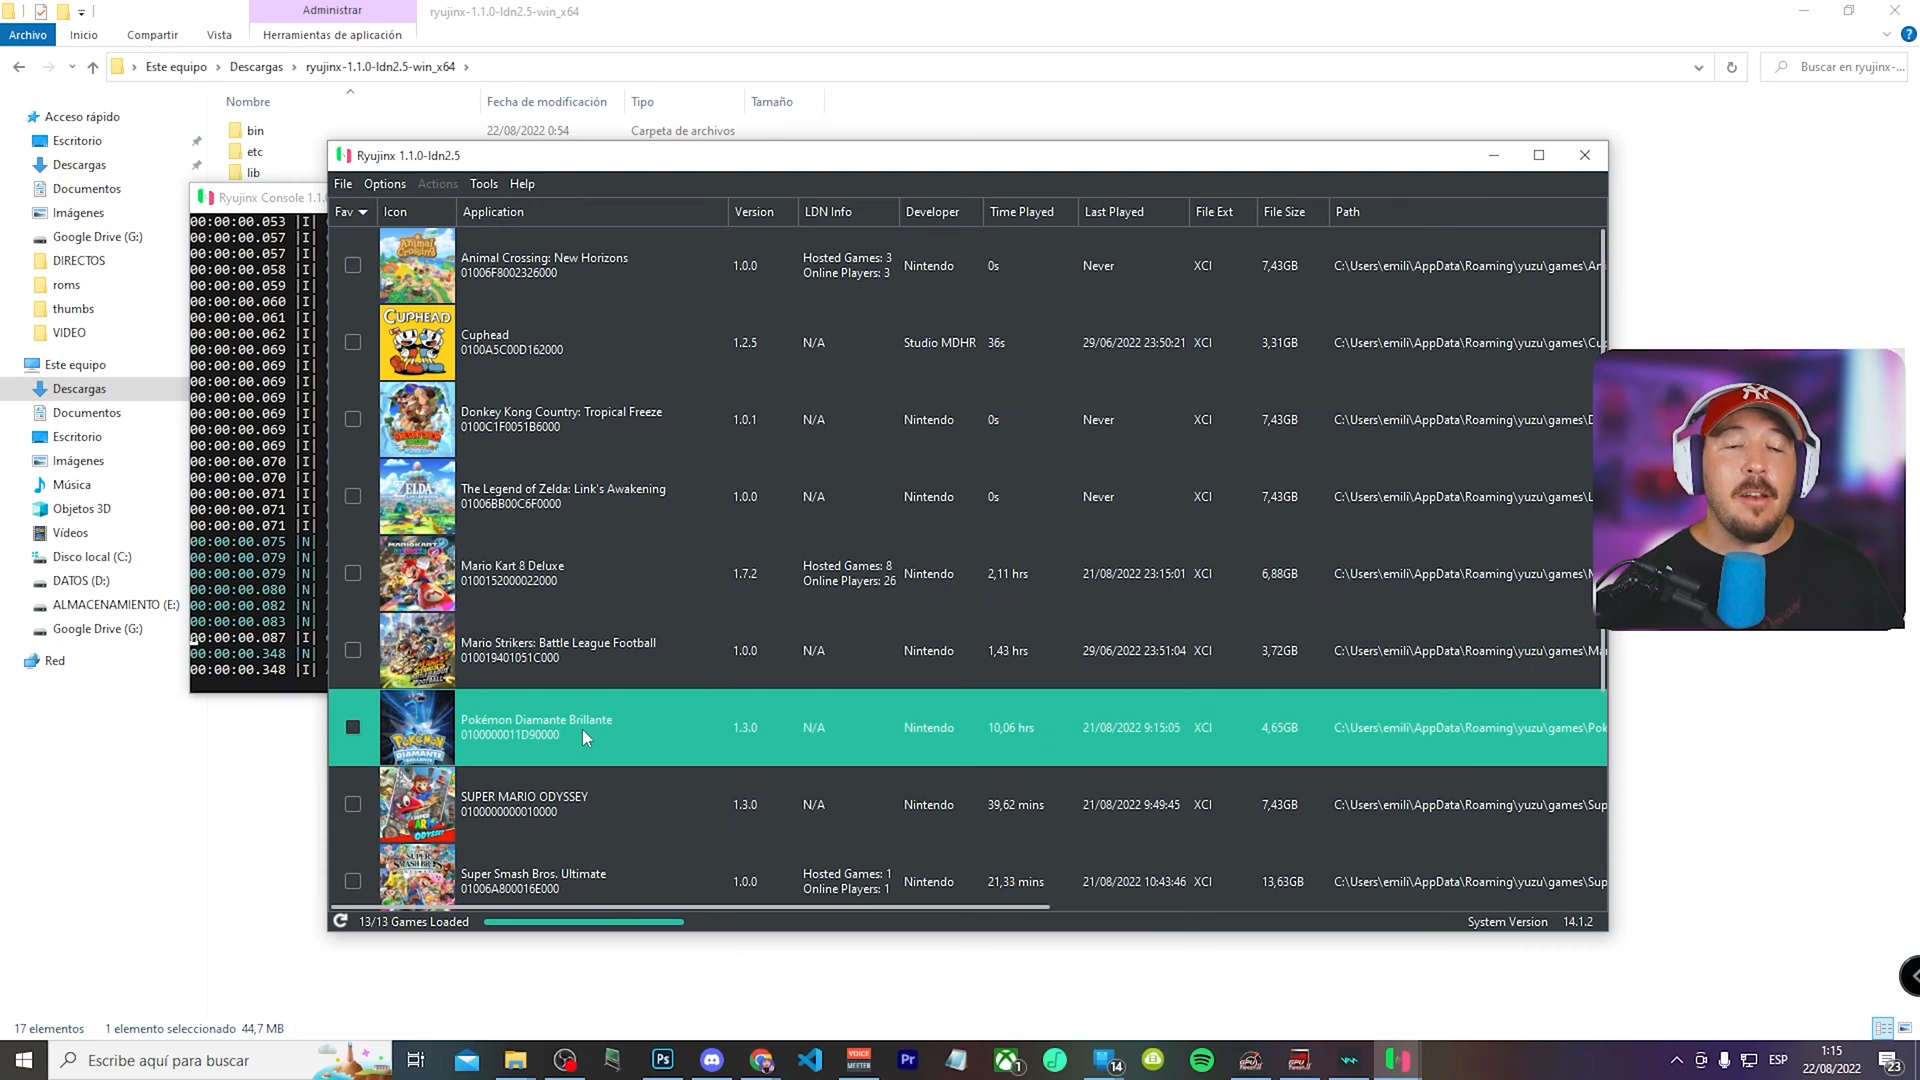 Administrar
ryujinx-1.1.0-ldn2.5-win_x64
Archivo
Inicio
Compartir
Vista
Herramientas de aplicación
Este equipo
Descargas
ryujinx-1.1.0-ldn2.5-win_x64
Buscar en ryujinx-...
Nombre
Fecha de modificación
Tipo
Tamaño
Acceso rápido
Escritorio
Descargas
Documentos
Imágenes
Google Drive (G:)
DIRECTOS
roms
thumbs
VIDEO
Este equipo
Descargas
Documentos
Escritorio
Imágenes
Música
Objetos 3D
Vídeos
Disco local (C:)
DATOS (D:)
ALMACENAMIENTO (E:)
Google Drive (G:)
Red
bin
22/08/2022 0:54
Carpeta de archivos
etc
lib
Ryujinx Console 1.1.
00:00:00.053 |I|
00:00:00.057 |I|
00:00:00.057 |I|
00:00:00.058 |I|
00:00:00.059 |I|
00:00:00.060 |I|
00:00:00.061 |I|
00:00:00.062 |I|
00:00:00.069 |I|
00:00:00.069 |I|
00:00:00.069 |I|
00:00:00.069 |I|
00:00:00.069 |I|
00:00:00.069 |I|
00:00:00.069 |I|
00:00:00.070 |I|
00:00:00.070 |I|
00:00:00.071 |I|
00:00:00.071 |I|
00:00:00.071 |I|
00:00:00.075 |N|
00:00:00.079 |N|
00:00:00.079 |N|
00:00:00.080 |N|
00:00:00.082 |N|
00:00:00.083 |N|
00:00:00.087 |I|
00:00:00.348 |N|
00:00:00.348 |I|
Ryujinx 1.1.0-ldn2.5
File Options Actions Tools Help
Fav Icon Application Version LDN Info Developer Time Played Last Played File Ext File Size Path
Animal Crossing: New Horizons
01006F8002326000
1.0.0
Hosted Games: 3
Online Players: 3
Nintendo 0s Never XCI 7,43GB C:\Users\emili\AppData\Roaming\yuzu\games\An
CUPHEAD
Cuphead
0100A5C00D162000
1.2.5 N/A Studio MDHR 36s 29/06/2022 23:50:21 XCI 3,31GB C:\Users\emili\AppData\Roaming\yuzu\games\Cu
Donkey Kong Country: Tropical Freeze
0100C1F0051B6000
1.0.1 N/A Nintendo 0s Never XCI 7,43GB C:\Users\emili\AppData\Roaming\yuzu\games\D
ZELDA
The Legend of Zelda: Link's Awakening
01006BB00C6F0000
1.0.0 N/A Nintendo 0s Never XCI 7,43GB C:\Users\emili\AppData\Roaming\yuzu\games\L
Mario Kart 8 Deluxe
0100152000022000
1.7.2
Hosted Games: 8
Online Players: 26
Nintendo 2,11 hrs 21/08/2022 23:15:01 XCI 6,88GB C:\Users\emili\AppData\Roaming\yuzu\games\M
Mario Strikers: Battle League Football
010019401051C000
1.0.0 N/A Nintendo 1,43 hrs 29/06/2022 23:51:04 XCI 3,72GB C:\Users\emili\AppData\Roaming\yuzu\games\Ma
POKÉMON
DIAMANTE
BRILLANTE
Pokémon Diamante Brillante
0100000011D90000
1.3.0 N/A Nintendo 10,06 hrs 21/08/2022 9:15:05 XCI 4,65GB C:\Users\emili\AppData\Roaming\yuzu\games\Pok
SUPER MARIO ODYSSEY
0100000000010000
1.3.0 N/A Nintendo 39,62 mins 21/08/2022 9:49:45 XCI 7,43GB C:\Users\emili\AppData\Roaming\yuzu\games\Sup
Super Smash Bros. Ultimate
01006A800016E000
1.0.0
Hosted Games: 1
Online Players: 1
Nintendo 21,33 mins 21/08/2022 10:43:46 XCI 13,63GB C:\Users\emili\AppData\Roaming\yuzu\games\Sup
13/13 Games Loaded
System Version 14.1.2
17 elementos
1 elemento seleccionado 44,7 MB
Escribe aquí para buscar
Ps
VOICE
MEETER
Pr
1
14
ESP
1:15
22/08/2022
23